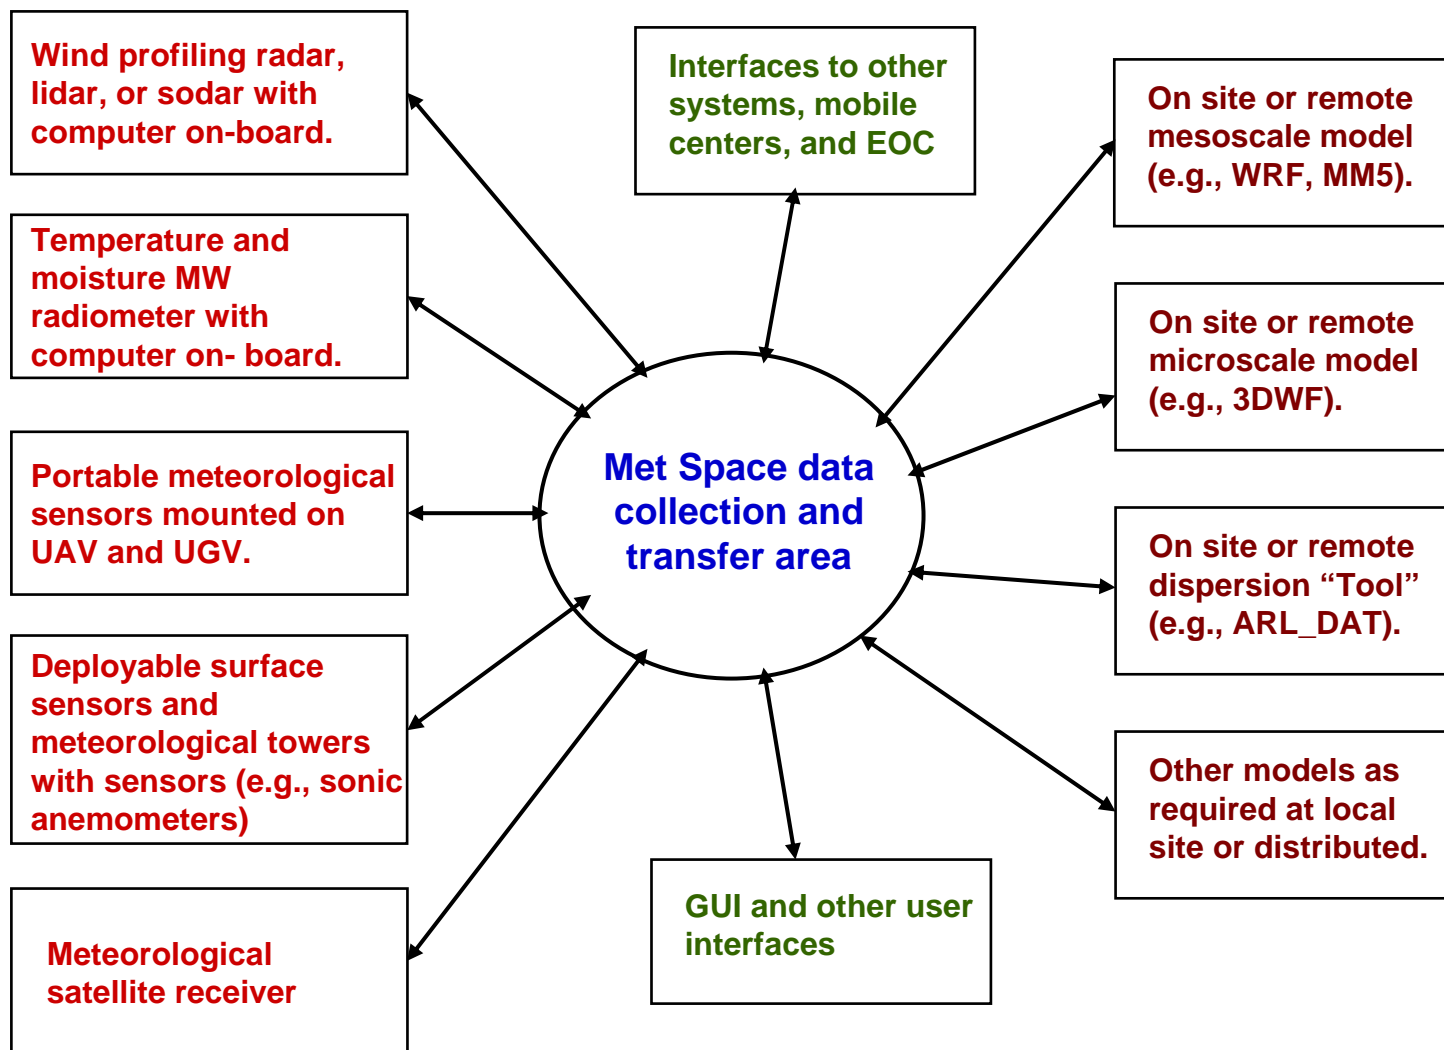 Wind profiling radar,
lidar, or sodar with
computer on-board.
Temperature and
moisture MW
radiometer with
computer on- board.
Portable meteorological
sensors mounted on
UAV and UGV.
Deployable surface
sensors and
meteorological towers
with sensors (e.g., sonic
anemometers)
Meteorological
satellite receiver
Interfaces to other
systems, mobile
centers, and EOC
Met Space data
collection and
transfer area
GUI and other user
interfaces
On site or remote
mesoscale model
(e.g., WRF, MM5).
On site or remote
microscale model
(e.g., 3DWF).
On site or remote
dispersion “Tool”
(e.g., ARL_DAT).
Other models as
required at local
site or distributed.